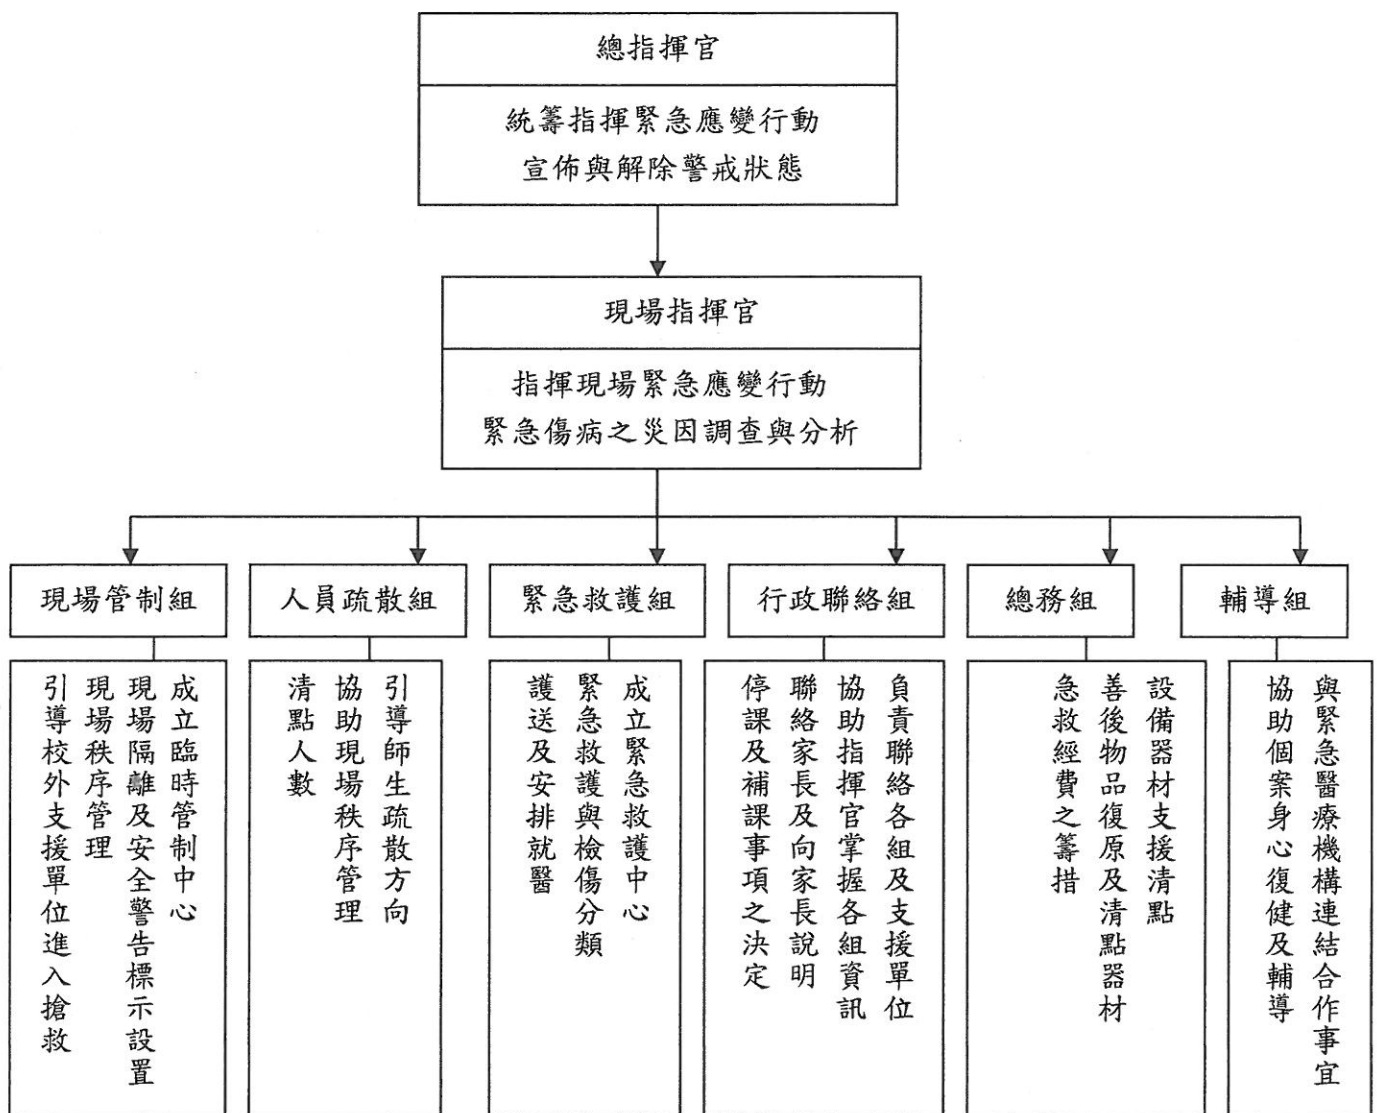 總指揮官
統籌指揮緊急應變行動
宣佈與解除警戒狀態
現場指揮官
指揮現場緊急應變行動
緊急傷病之災因調查與分析
現場管制組
人員疏散組
緊急救護組
行政聯絡組
總務組
輔導組
成立臨時管制中心
現場隔離及安全警告標示設置
現場秩序管理
引導校外支援單位進入搶救
引導師生疏散方向
協助現場秩序管理
清點人數
成立緊急救護中心
緊急救護與檢傷分類
護送及安排就醫
負責聯絡各組及支援單位
協助指揮官掌握各組資訊
聯絡家長及向家長說明
停課及補課事項之決定
設備器材支援清點
善後物品復原及清點器材
急救經費之籌措
與緊急醫療機構連結合作事宜
協助個案身心復健及輔導